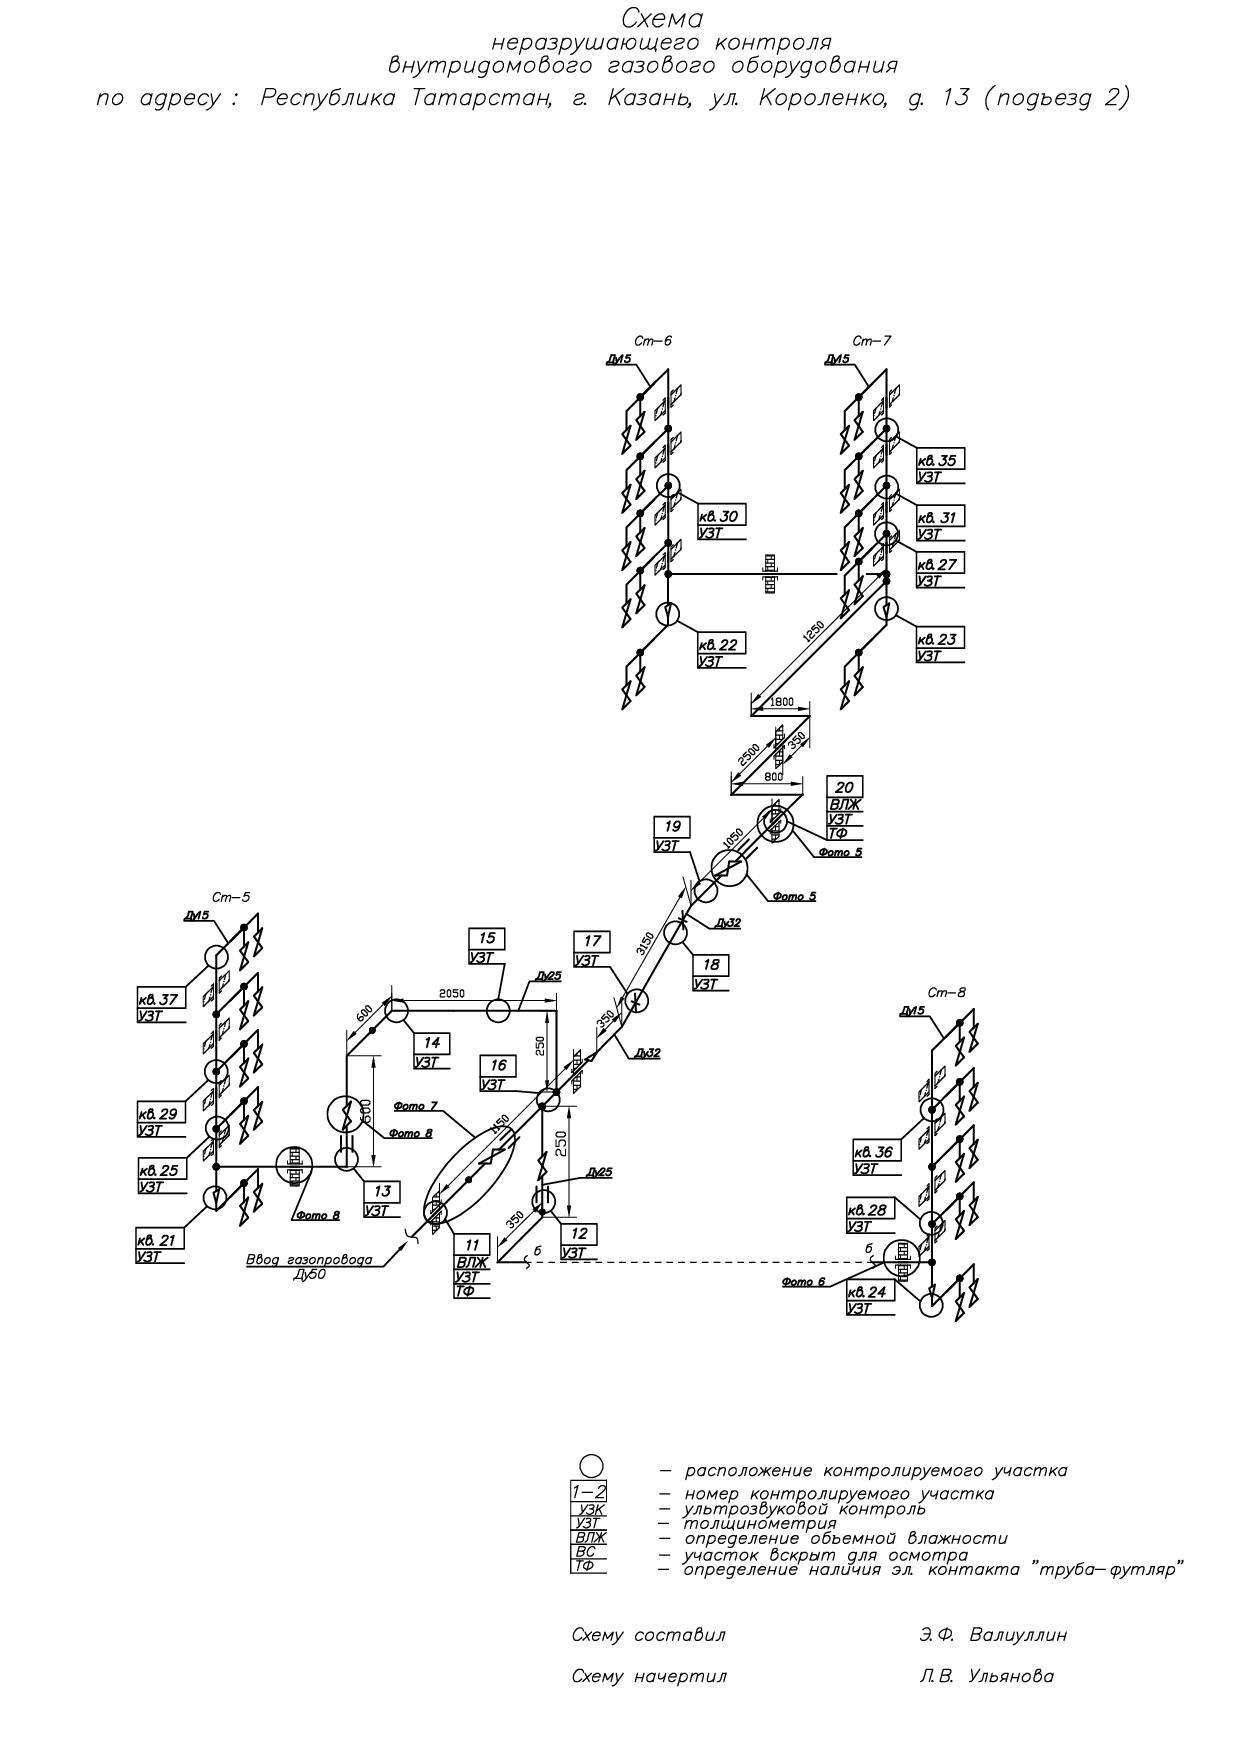 Схема
неразрушающего контроля
внутридомового газового оборудования
по адресу : Республика Татарстан, г. Казань, ул. Короленко, д. 13 (подъезд 2)
Ст-6
Ст-7
Ду15
Ду15
кв. 35
УЗТ
кв. 30
УЗТ
кв. 31
УЗТ
кв. 27
УЗТ
кв. 22
УЗТ
кв. 23
УЗТ
1250
1800
2500
350
800
20
ВЛЖ
УЗТ
ТФ
Фото 5
19
УЗТ
1050
Фото 5
Ст-5
Ду15
Ду32
3150
18
УЗТ
17
УЗТ
15
УЗТ
Ду25
2050
600
кв. 37
УЗТ
Ст-8
Ду15
350
Ду32
250
14
УЗТ
16
УЗТ
600
Фото 7
Фото 8
1150
250
кв. 29
УЗТ
кв. 25
УЗТ
кв. 36
УЗТ
Ду25
13
УЗТ
Фото 8
350
12
УЗТ
кв. 28
УЗТ
кв. 21
УЗТ
11
ВЛЖ
УЗТ
ТФ
б
б
Ввод газопровода
Ду50
Фото 6
кв. 24
УЗТ
– расположение контролируемого участка
1-2 – номер контролируемого участка
УЗК – ультрозвуковой контроль
УЗТ – толщинометрия
ВЛЖ – определение объемной влажности
ВС – участок вскрыт для осмотра
ТФ – определение наличия эл. контакта "труба-футляр"
Схему составил Э.Ф. Валиуллин
Схему начертил Л.В. Ульянова